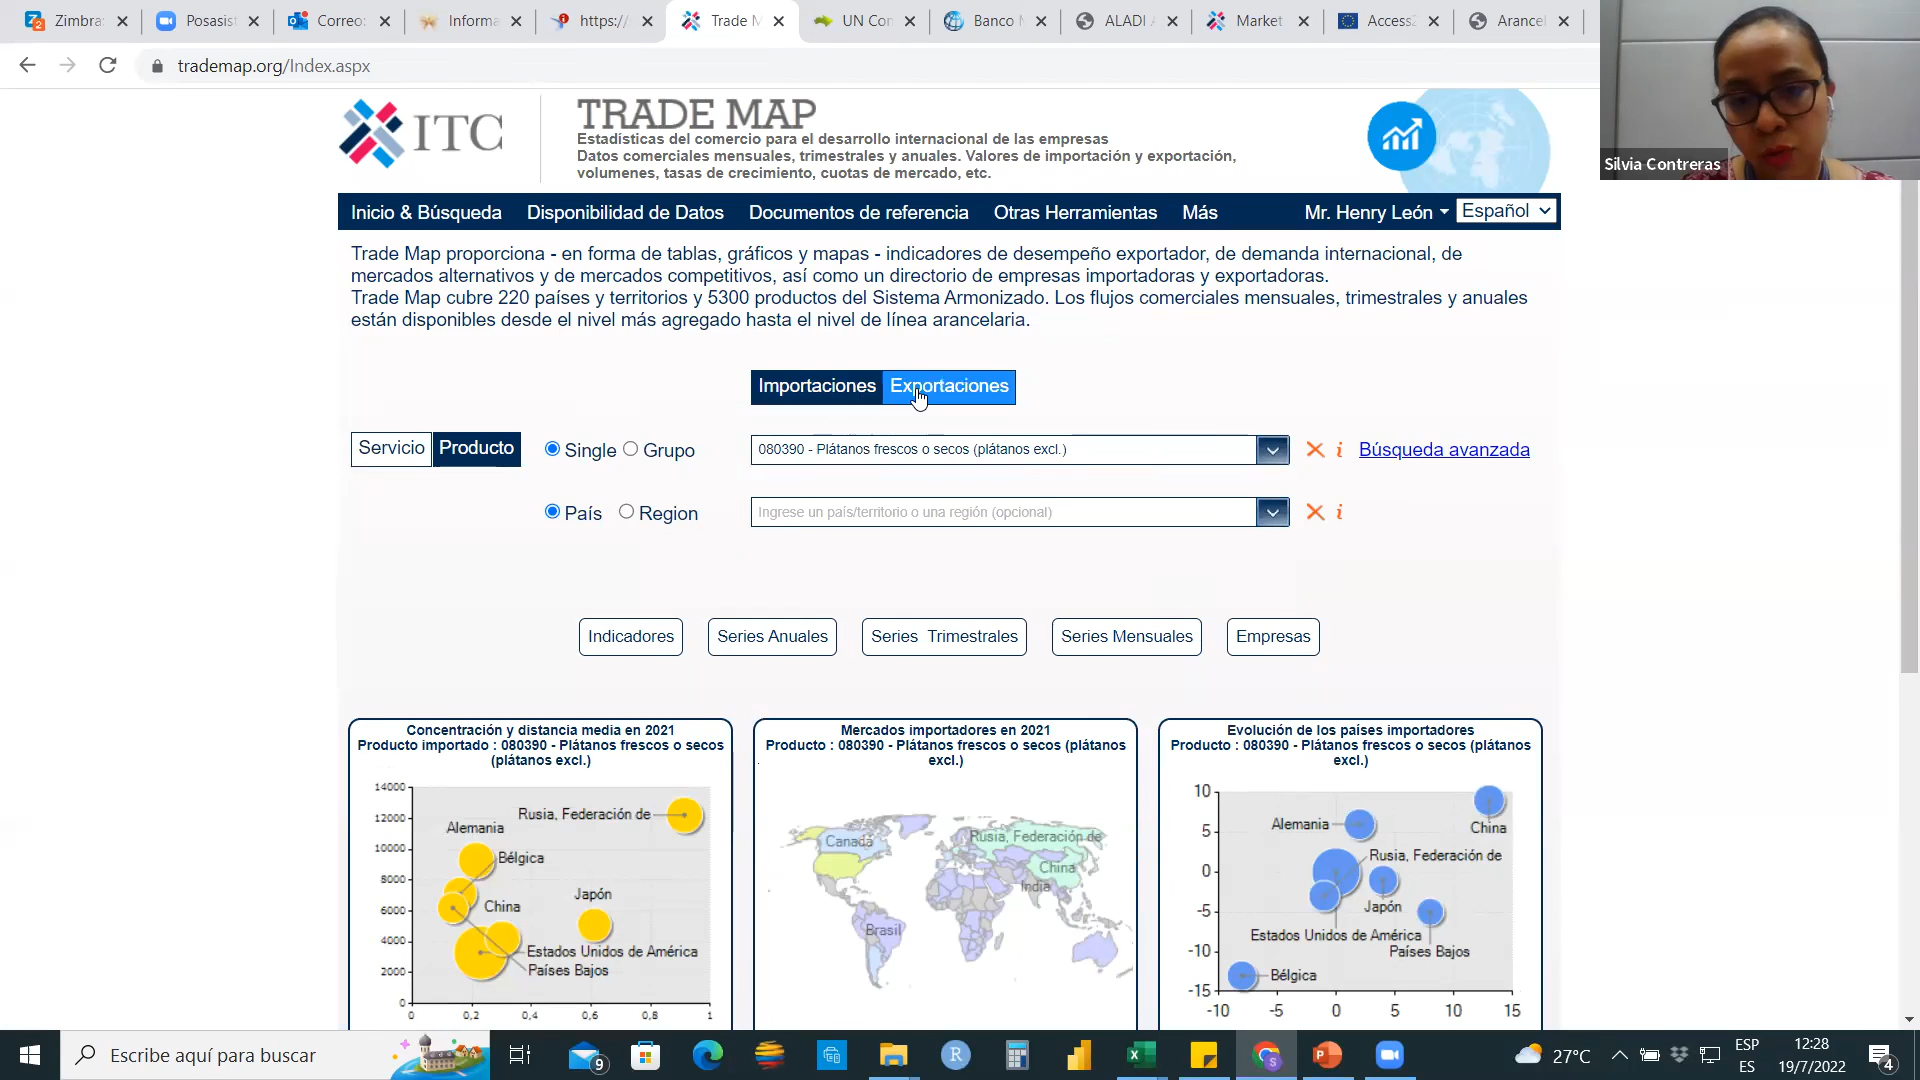 Zimbra:
Posasist
Correo:
Informa
https://
Trade M
UN Con
Banco M
ALADI
Market
Access2
Arancel
trademap.org/Index.aspx
Silvia Contreras
ITC
TRADE MAP
Estadísticas del comercio para el desarrollo internacional de las empresas
Datos comerciales mensuales, trimestrales y anuales. Valores de importación y exportación,
volumenes, tasas de crecimiento, cuotas de mercado, etc.
Inicio & Búsqueda Disponibilidad de Datos Documentos de referencia Otras Herramientas Más Mr. Henry León Español
Trade Map proporciona - en forma de tablas, gráficos y mapas - indicadores de desempeño exportador, de demanda internacional, de
mercados alternativos y de mercados competitivos, así como un directorio de empresas importadoras y exportadoras.
Trade Map cubre 220 países y territorios y 5300 productos del Sistema Armonizado. Los flujos comerciales mensuales, trimestrales y anuales
están disponibles desde el nivel más agregado hasta el nivel de línea arancelaria.
Importaciones Exportaciones
Servicio Producto Single Grupo 080390 - Plátanos frescos o secos (plátanos excl.) Búsqueda avanzada
País Region Ingrese un país/territorio o una región (opcional)
Indicadores Series Anuales Series Trimestrales Series Mensuales Empresas
Concentración y distancia media en 2021
Producto importado : 080390 - Plátanos frescos o secos
(plátanos excl.)
14000
12000
10000
8000
6000
4000
2000
0
Rusia, Federación de
Alemania
Bélgica
Japón
China
Estados Unidos de América
Países Bajos
0 0,2 0,4 0,6 0,8 1
Mercados importadores en 2021
Producto : 080390 - Plátanos frescos o secos (plátanos
excl.)
Canadá
Rusia, Federación de
China
India
Brasil
Evolución de los países importadores
Producto : 080390 - Plátanos frescos o secos (plátanos
excl.)
10
5
0
-5
-10
-15
Alemania
China
Rusia, Federación de
Japón
Estados Unidos de América
Países Bajos
Bélgica
-10 -5 0 5 10 15
Escribe aquí para buscar
9
27°C
ESP
ES
12:28
19/7/2022
4